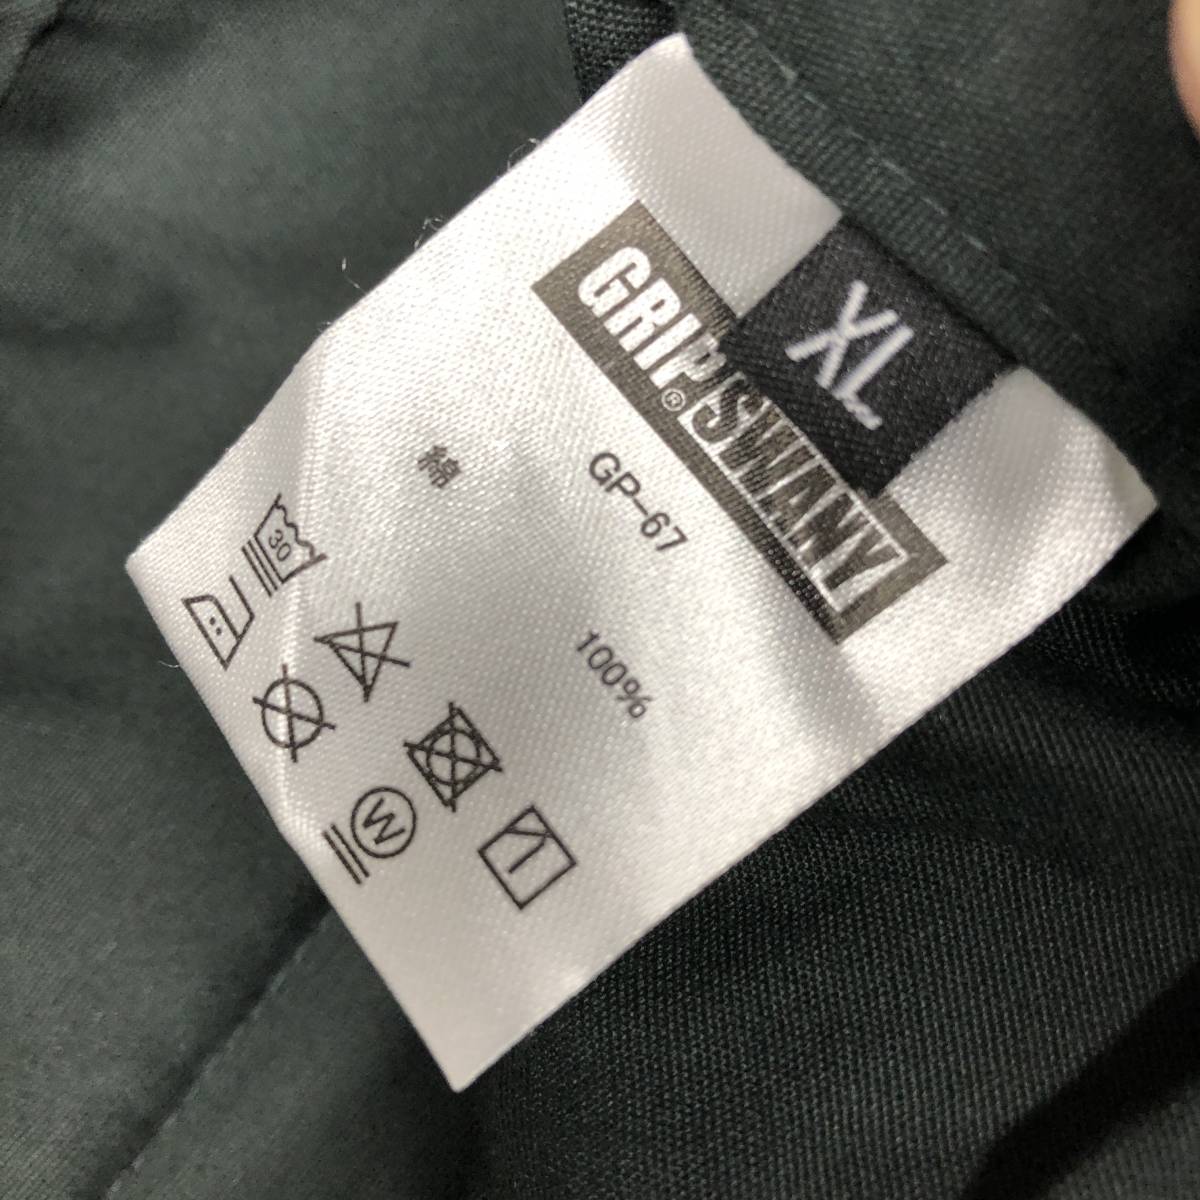 XL
GRIP SWANY®
GP-67
綿 100%
30
W